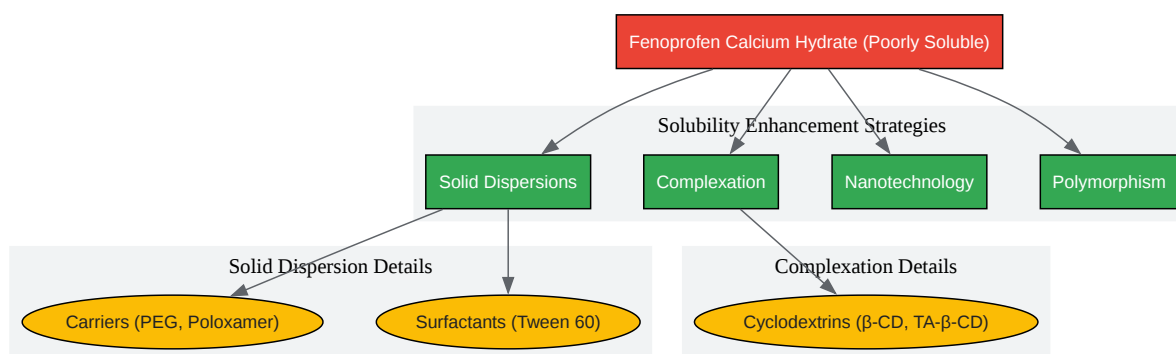 Fenoprofen Calcium Hydrate (Poorly Soluble)
Solubility Enhancement Strategies
Solid Dispersions
Complexation
Nanotechnology
Polymorphism
Solid Dispersion Details
Complexation Details
Carriers (PEG, Poloxamer)
Surfactants (Tween 60)
Cyclodextrins (β-CD, TA-β-CD)